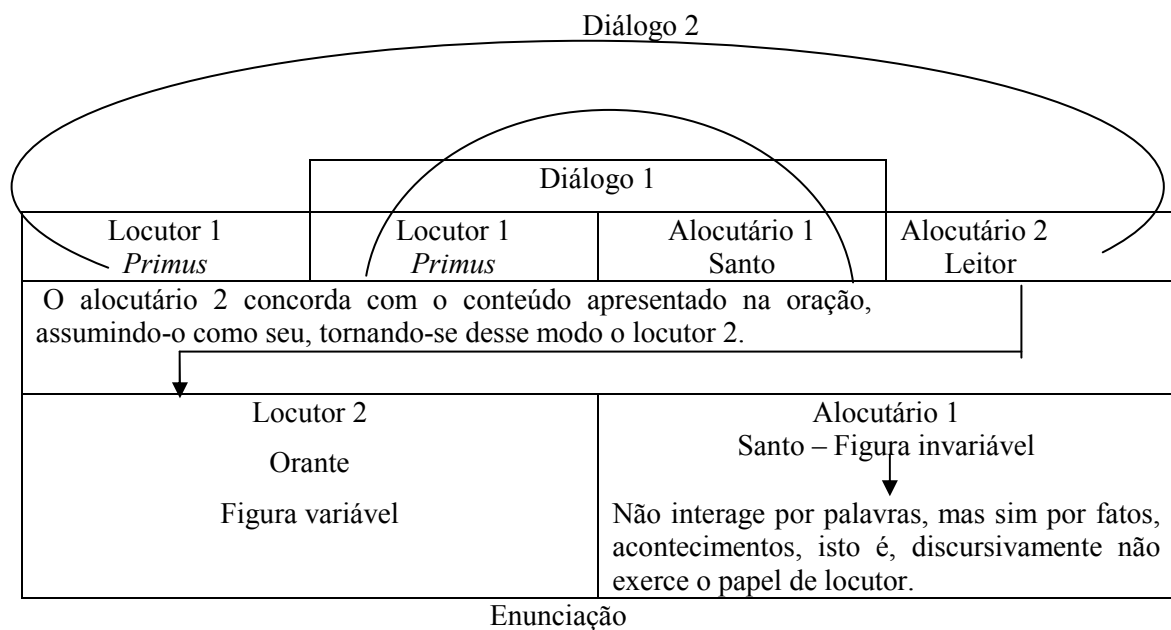 Diálogo 2
Diálogo 1
Locutor 1 Locutor 1 Alocutário 1 Alocutário 2
Primus Primus Santo Leitor
O alocutário 2 concorda com o conteúdo apresentado na oração,
assumindo-o como seu, tornando-se desse modo o locutor 2.
Locutor 2
Orante
Figura variável
Alocutário 1
Santo – Figura invariável
Não interage por palavras, mas sim por fatos,
acontecimentos, isto é, discursivamente não
exerce o papel de locutor.
Enunciação